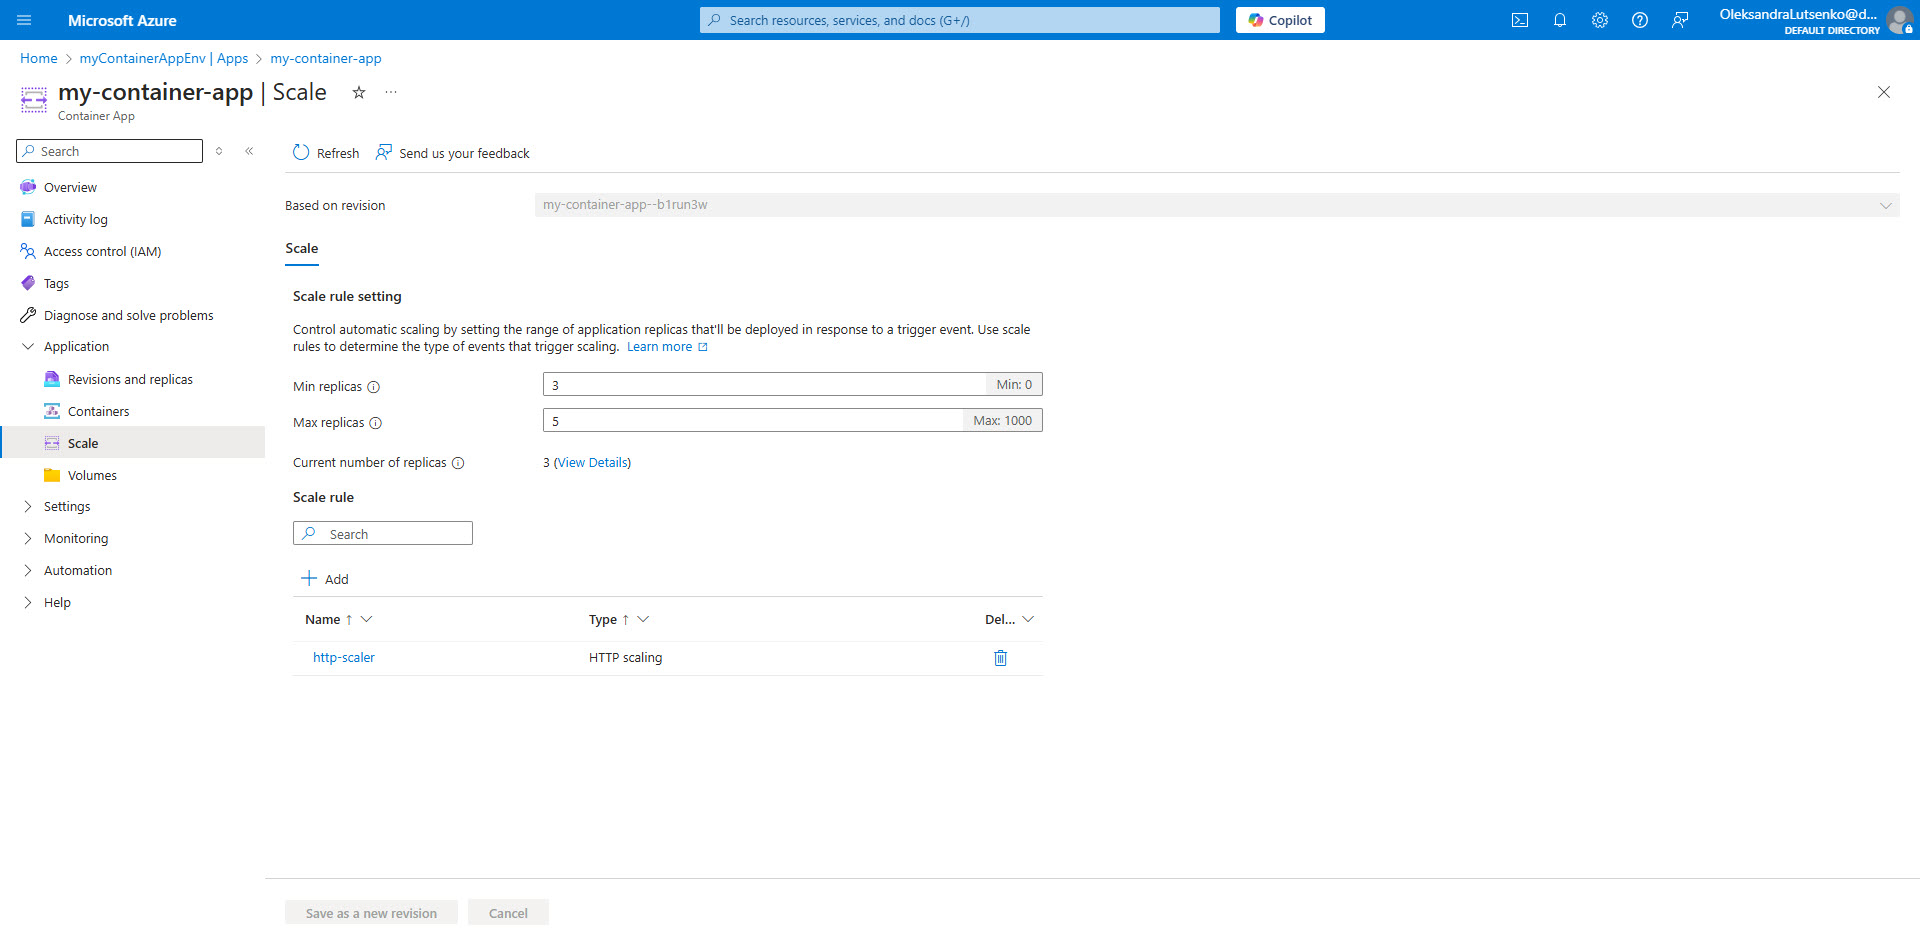 Microsoft Azure
Search resources, services, and docs (G+/)
Copilot
OleksandraLutsenko@d...
DEFAULT DIRECTORY
Home > myContainerAppEnv | Apps > my-container-app
my-container-app | Scale
Container App
Search
Overview
Activity log
Access control (IAM)
Tags
Diagnose and solve problems
Application
Revisions and replicas
Containers
Scale
Volumes
Settings
Monitoring
Automation
Help
Refresh
Send us your feedback
Based on revision
my-container-app--b1run3w
Scale
Scale rule setting
Control automatic scaling by setting the range of application replicas that'll be deployed in response to a trigger event. Use scale
rules to determine the type of events that trigger scaling. Learn more
Min replicas
3
Min: 0
Max replicas
5
Max: 1000
Current number of replicas
3 (View Details)
Scale rule
Search
Add
Name ↑
Type ↑
Del...
http-scaler
HTTP scaling
Save as a new revision
Cancel